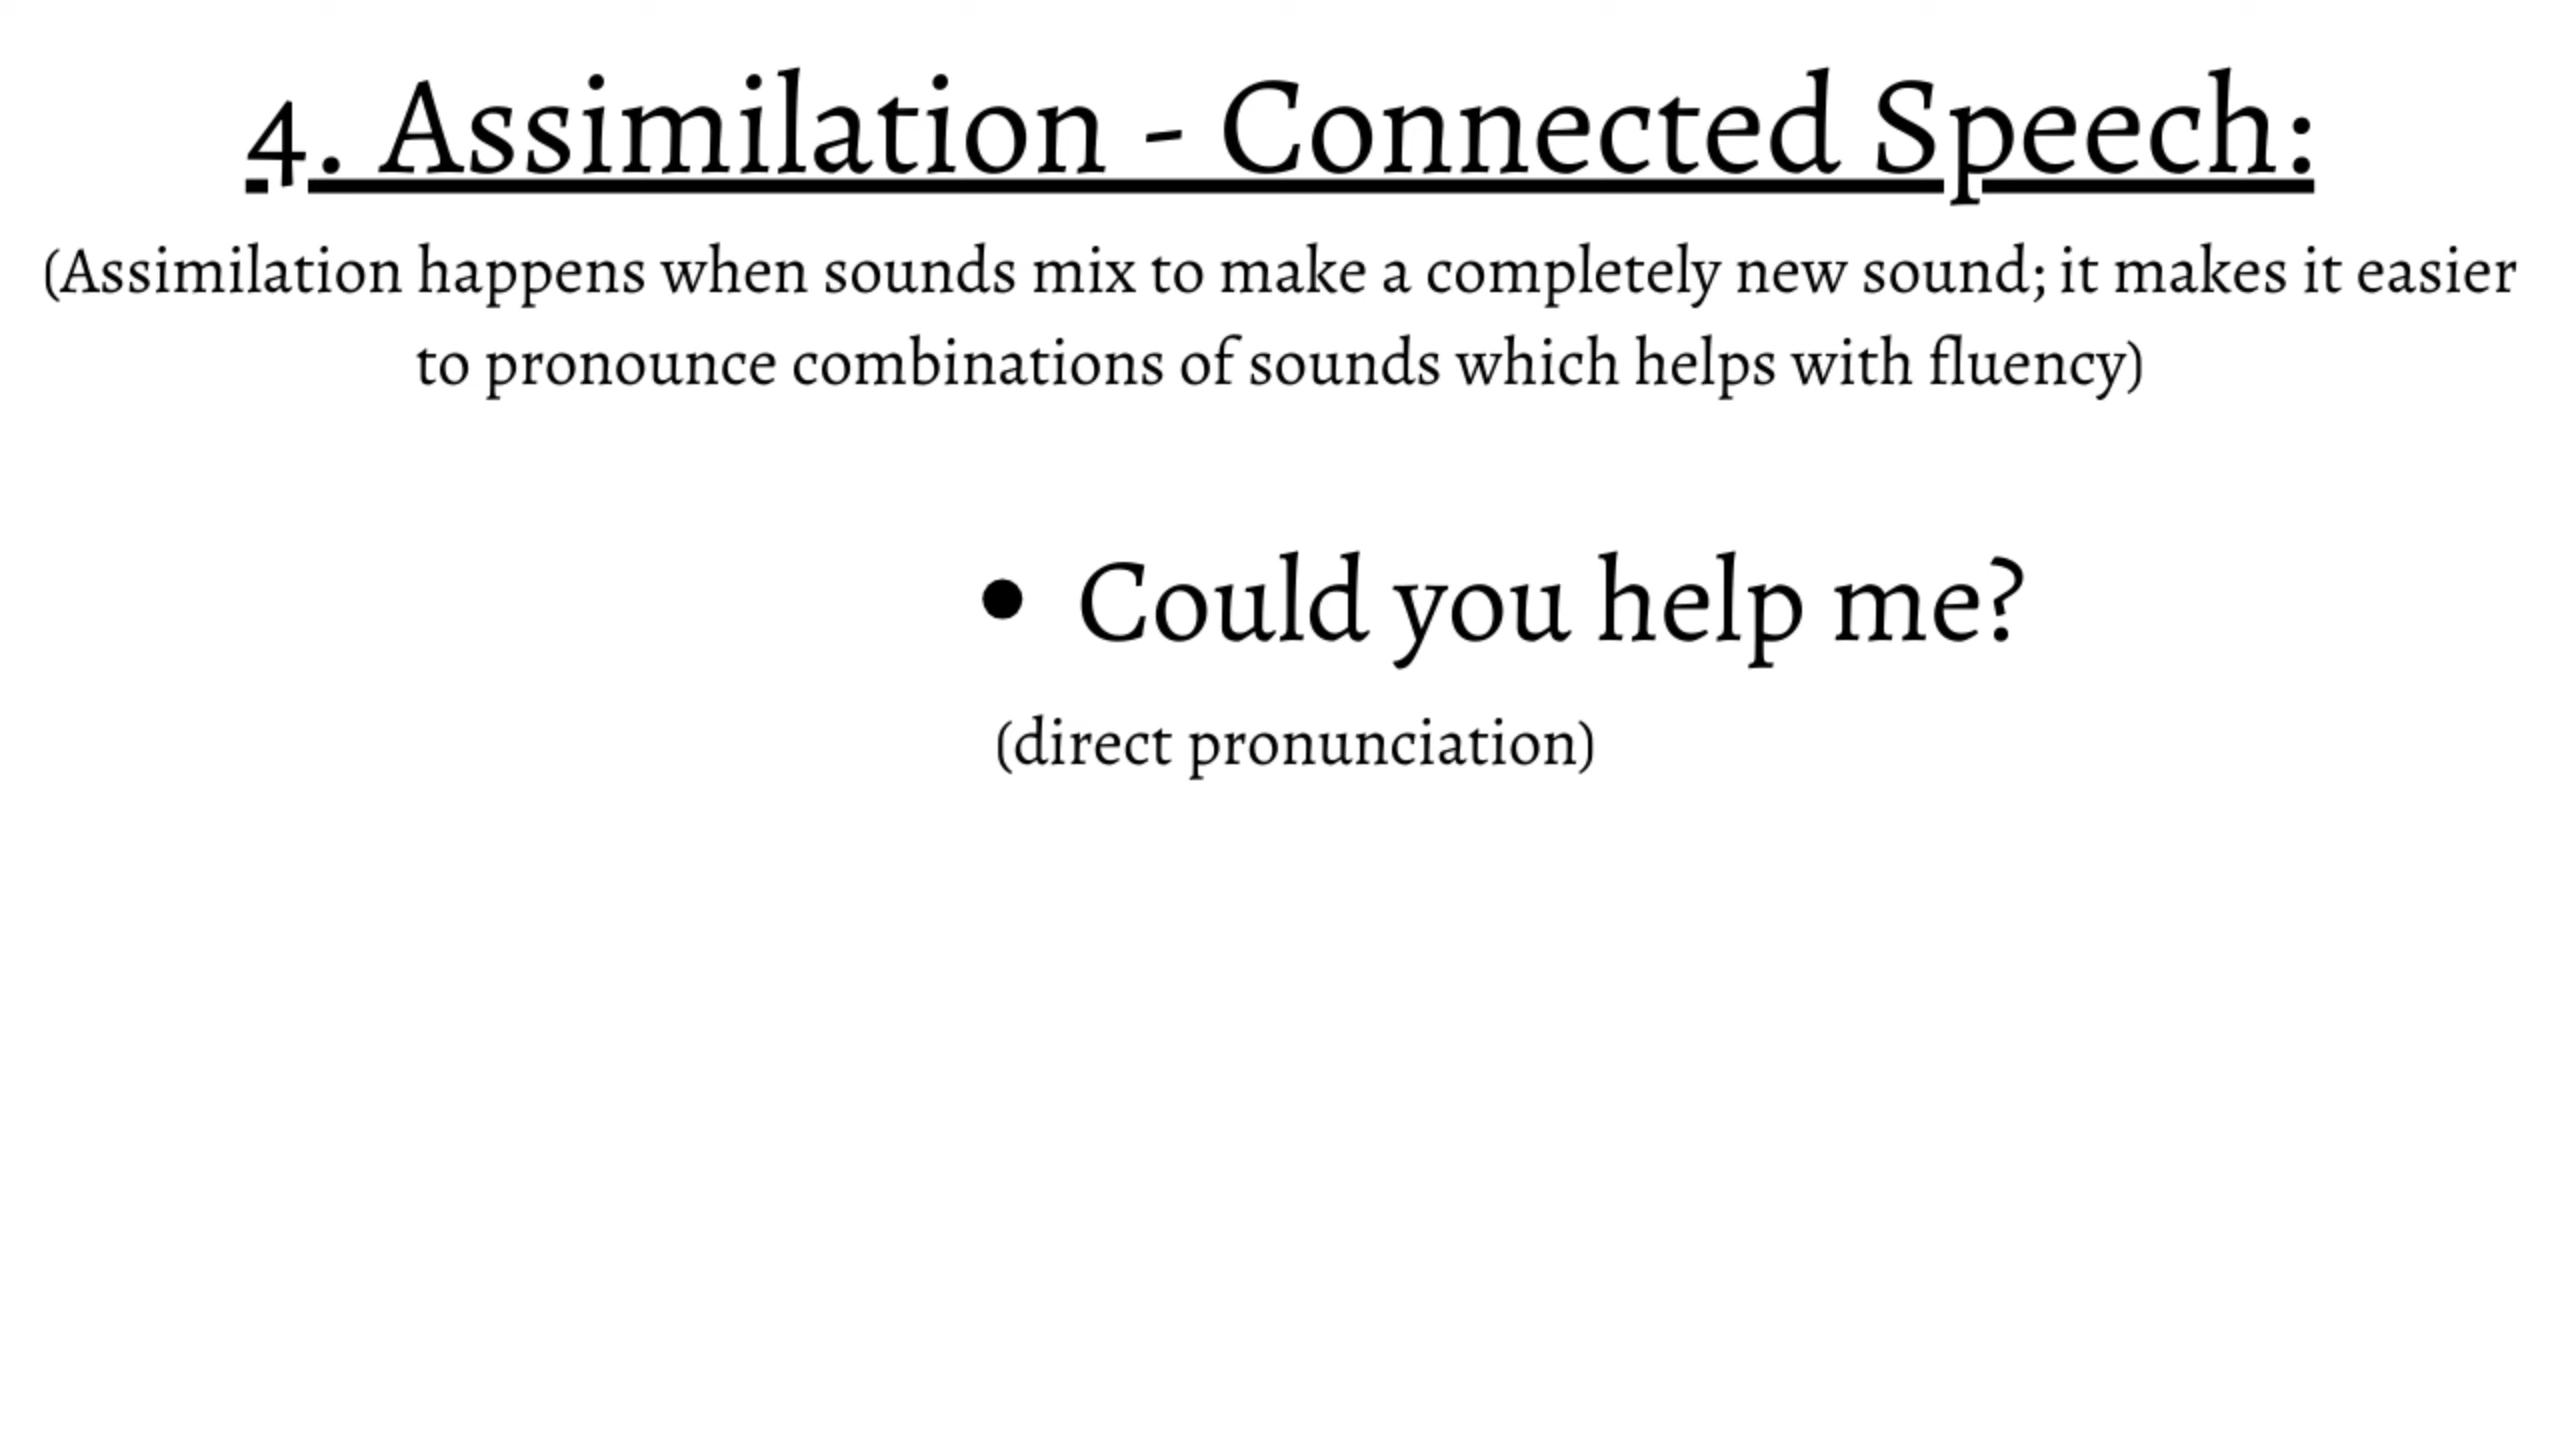 4. Assimilation - Connected Speech:
(Assimilation happens when sounds mix to make a completely new sound; it makes it easier
to pronounce combinations of sounds which helps with fluency)
• Could you help me?
(direct pronunciation)